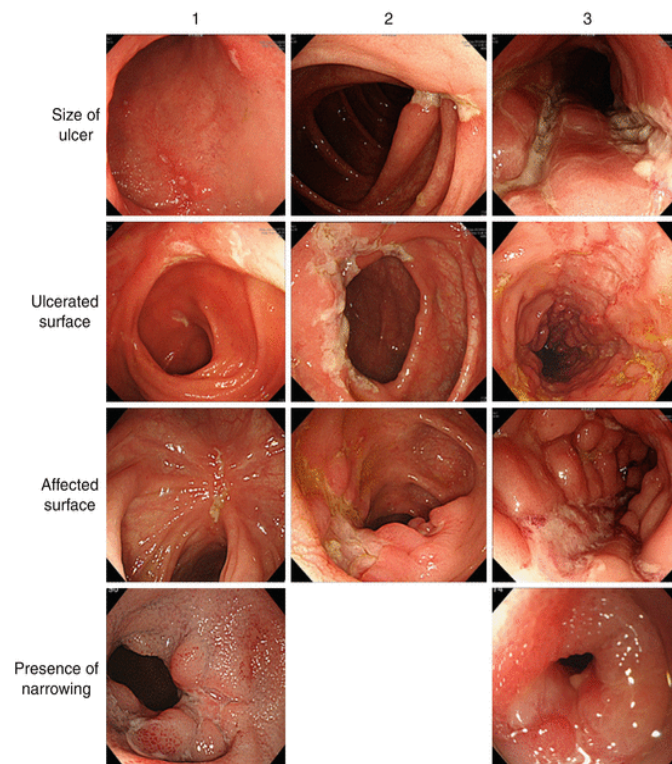 1 2 3
Size of
ulcer
Ulcerated
surface
Affected
surface
Presence of
narrowing